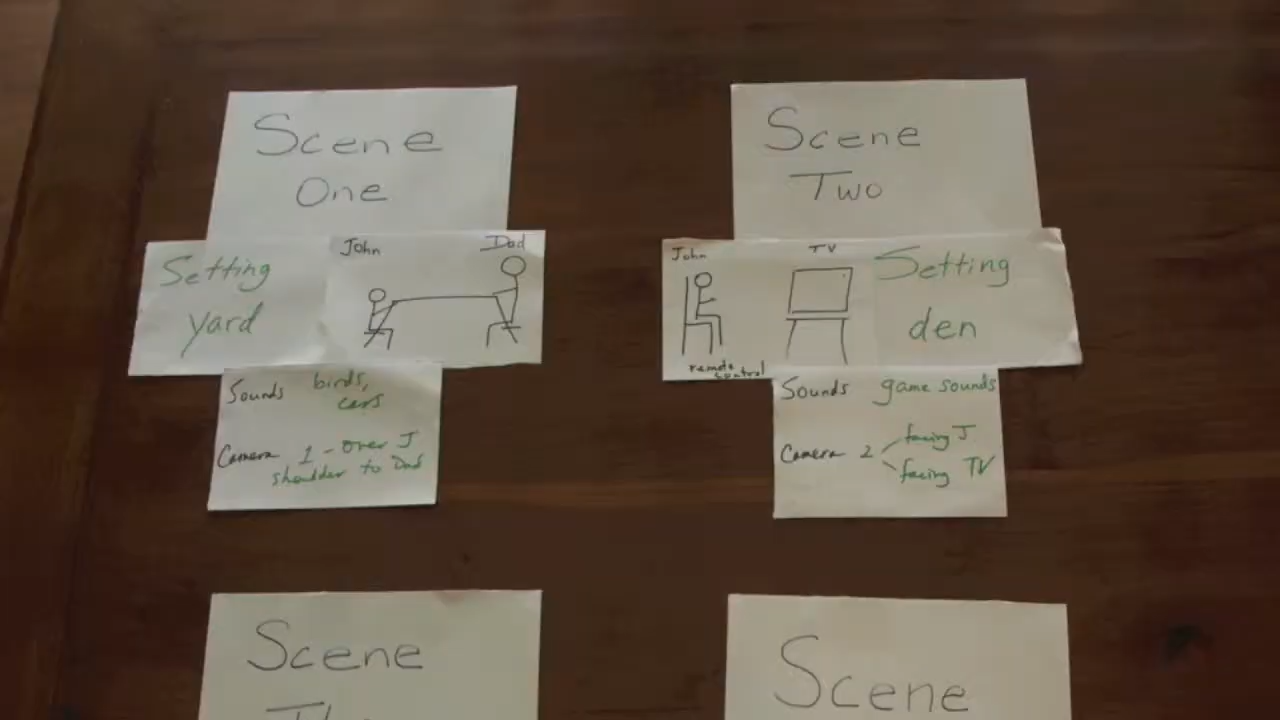 Scene
One
Setting
yard
John
Dad
Sounds birds,
cars
Camera 1 - over J
shoulder to Dad
Scene
Two
John
TV
remote
control
Setting
den
Sounds game sounds
Camera 2 facing J
facing TV
Scene
Scene